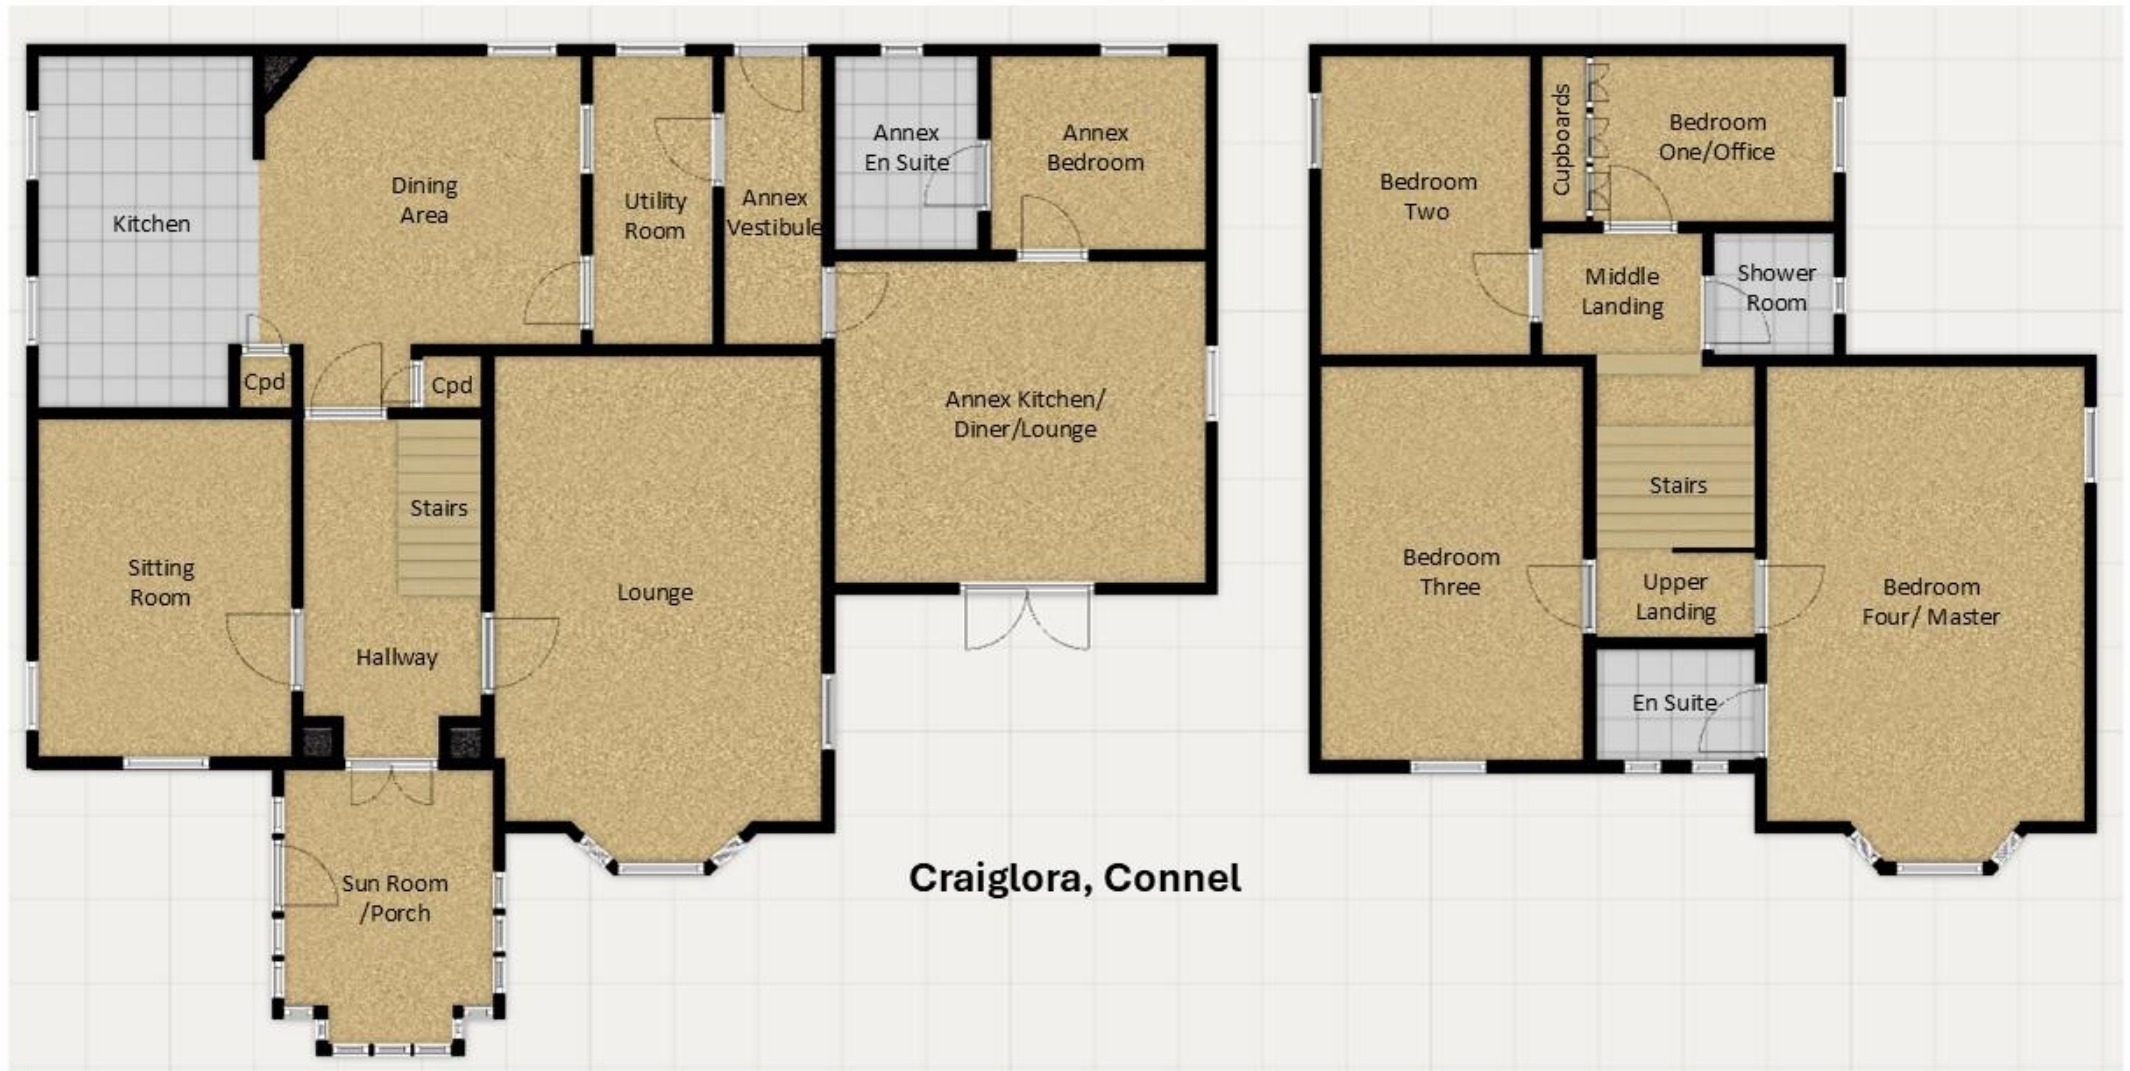 Kitchen
Dining
Area
Utility
Room
Annex
Vestibule
Annex
En Suite
Annex
Bedroom
Cpd
Cpd
Annex Kitchen/
Diner/Lounge
Sitting
Room
Stairs
Hallway
Lounge
Sun Room
/Porch
Bedroom
Two
Cupboards
Bedroom
One/Office
Middle
Landing
Shower
Room
Stairs
Bedroom
Three
Upper
Landing
Bedroom
Four/ Master
En Suite
Craiglora, Connel